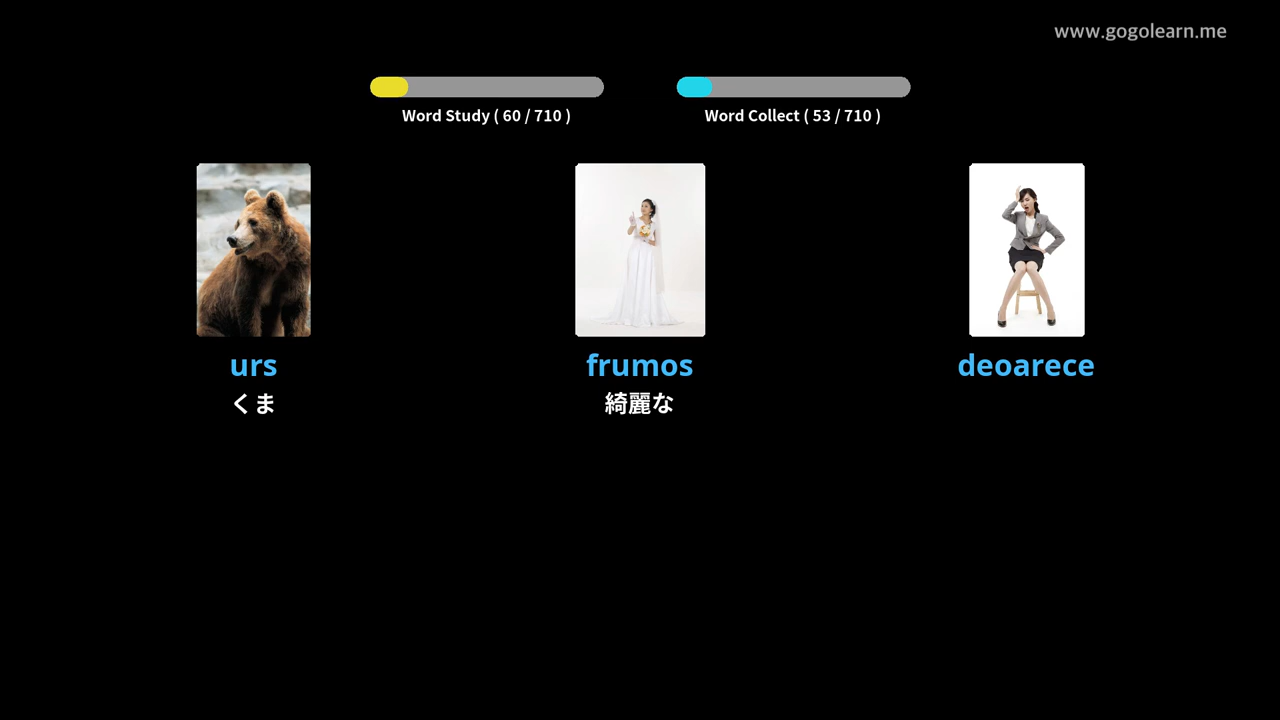 www.gogolearn.me
Word Study ( 60 / 710 )
Word Collect ( 53 / 710 )
urs
frumos
deoarece
くま
綺麗な